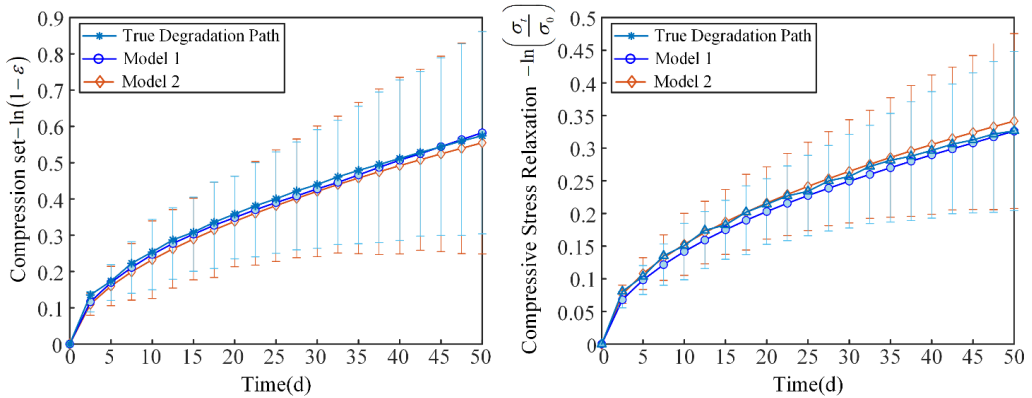 Compression set−ln(1−ε)
0.9
0.8
0.7
0.6
0.5
0.4
0.3
0.2
0.1
0
True Degradation Path
Model 1
Model 2
0 5 10 15 20 25 30 35 40 45 50
Time(d)
Compressive Stress Relaxation −ln(σt/σ0)
0.5
0.45
0.4
0.35
0.3
0.25
0.2
0.15
0.1
0.05
0
True Degradation Path
Model 1
Model 2
0 5 10 15 20 25 30 35 40 45 50
Time(d)